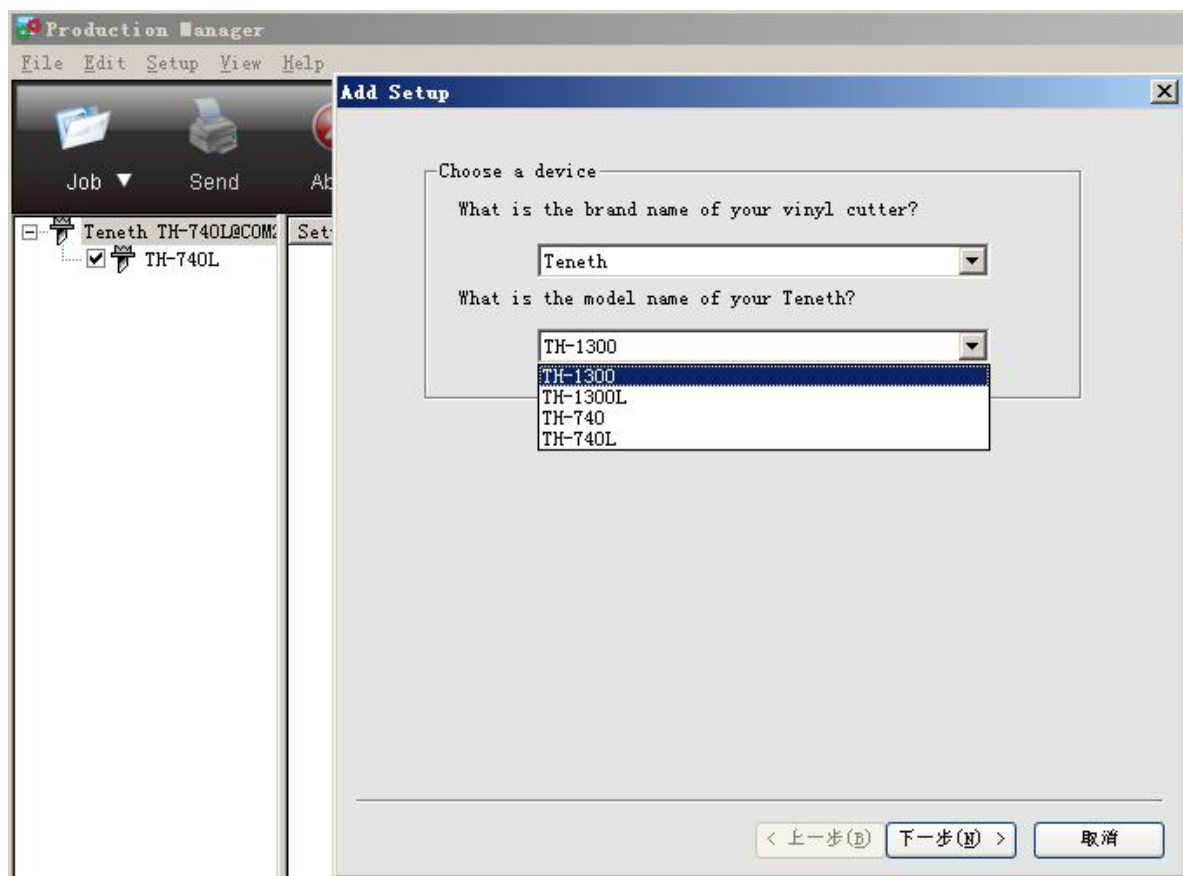 Production Manager
File Edit Setup View Help
Add Setup
Job Send Ab
Choose a device
What is the brand name of your vinyl cutter?
Teneth TH-740L@COM2 Set
TH-740L
Teneth
What is the model name of your Teneth?
TH-1300
TH-1300
TH-1300L
TH-740
TH-740L
< 上一步(B) 下一步(N) > 取消